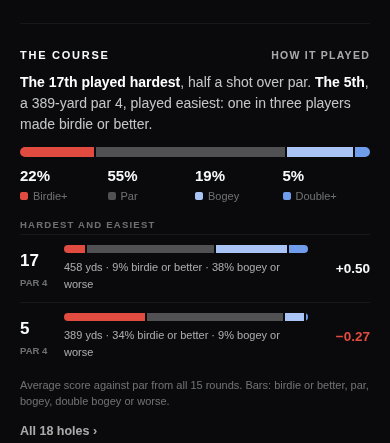 THE COURSE HOW IT PLAYED
The 17th played hardest, half a shot over par. The 5th,
a 389-yard par 4, played easiest: one in three players
made birdie or better.
22% 55% 19% 5%
Birdie+ Par Bogey Double+
HARDEST AND EASIEST
17
PAR 4
458 yds · 9% birdie or better · 38% bogey or
worse
+0.50
5
PAR 4
389 yds · 34% birdie or better · 9% bogey or
worse
−0.27
Average score against par from all 15 rounds. Bars: birdie or better, par,
bogey, double bogey or worse.
All 18 holes ›